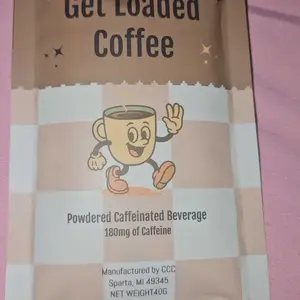 Get Loaded
Coffee
Powdered Caffeinated Beverage
180mg of Caffeine
Manufactured by CCC
Sparta, MI 49345
NET WEIGHT40G